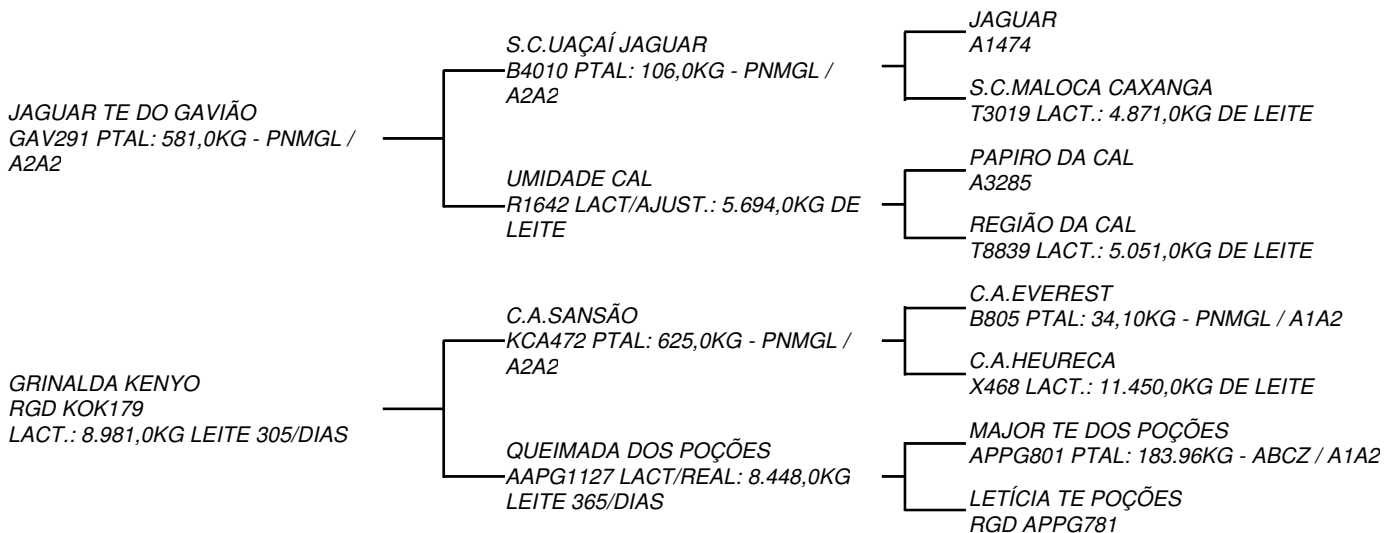 JAGUAR TE DO GAVIÃO
GAV291 PTAL: 581,0KG - PNMGL /
A2A2
GRINALDA KENYO
RGD KOK179
LACT.: 8.981,0KG LEITE 305/DIAS
S.C.UAÇAÍ JAGUAR
B4010 PTAL: 106,0KG - PNMGL /
A2A2
UMIDADE CAL
R1642 LACT/AJUST.: 5.694,0KG DE
LEITE
C.A.SANSÃO
KCA472 PTAL: 625,0KG - PNMGL /
A2A2
QUEIMADA DOS POÇÕES
AAPG1127 LACT/REAL: 8.448,0KG
LEITE 365/DIAS
JAGUAR
A1474
S.C.MALOCA CAXANGA
T3019 LACT.: 4.871,0KG DE LEITE
PAPIRO DA CAL
A3285
REGIÃO DA CAL
T8839 LACT.: 5.051,0KG DE LEITE
C.A.EVEREST
B805 PTAL: 34,10KG - PNMGL / A1A2
C.A.HEURECA
X468 LACT.: 11.450,0KG DE LEITE
MAJOR TE DOS POÇÕES
APPG801 PTAL: 183.96KG - ABCZ / A1A2
LETÍCIA TE POÇÕES
RGD APPG781